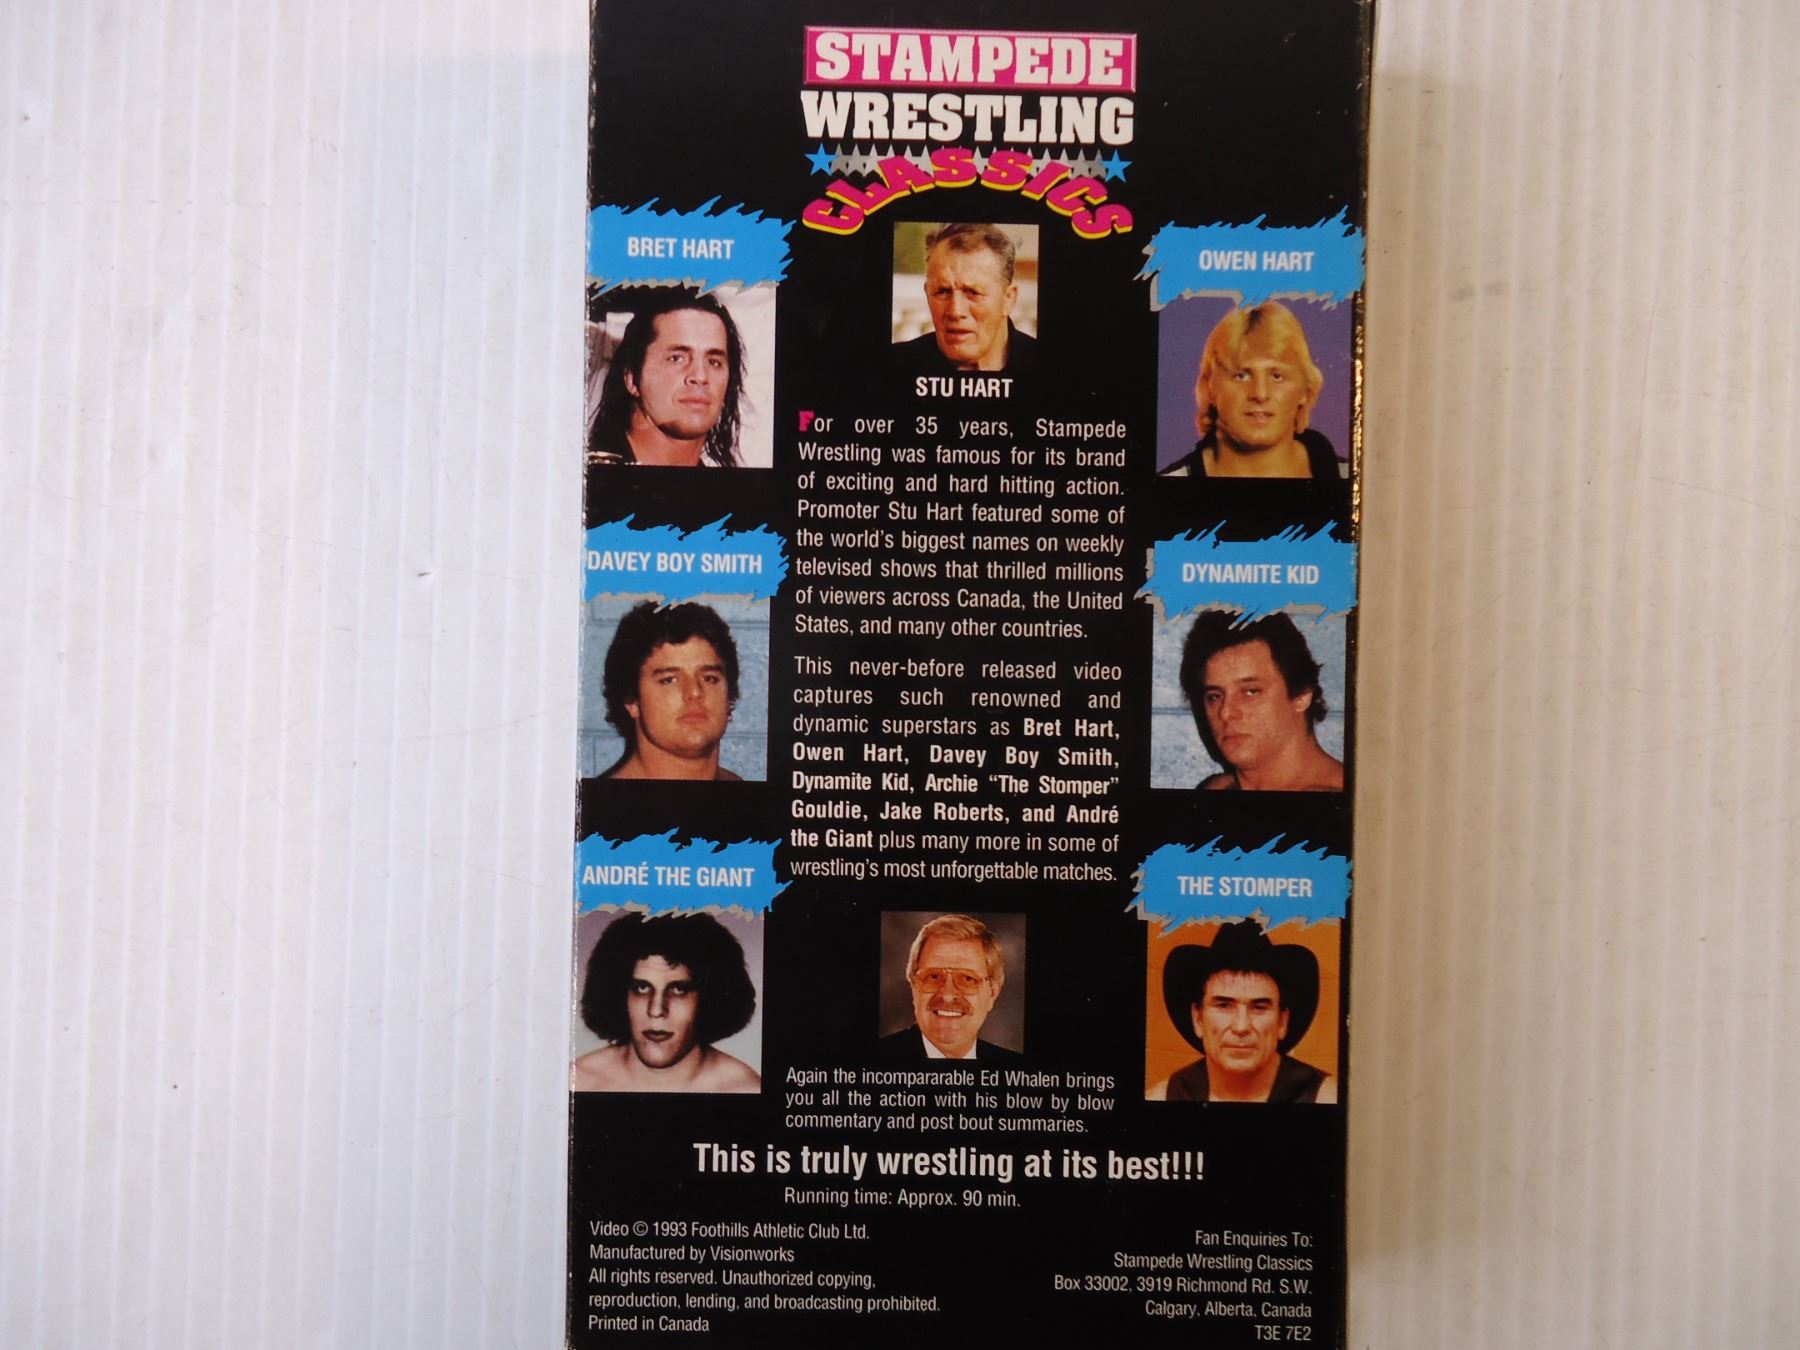 STAMPEDE
WRESTLING
CLASSICS
BRET HART
OWEN HART
STU HART
For over 35 years, Stampede
Wrestling was famous for its brand
of exciting and hard hitting action.
Promoter Stu Hart featured some of
the world's biggest names on weekly
televised shows that thrilled millions
of viewers across Canada, the United
States, and many other countries.
DAVEY BOY SMITH
DYNAMITE KID
This never-before released video
captures such renowned and
dynamic superstars as Bret Hart,
Owen Hart, Davey Boy Smith,
Dynamite Kid, Archie "The Stomper"
Gouldie, Jake Roberts, and André
the Giant plus many more in some of
wrestling's most unforgettable matches.
ANDRÉ THE GIANT
THE STOMPER
Again the incompararable Ed Whalen brings
you all the action with his blow by blow
commentary and post bout summaries.
This is truly wrestling at its best!!!
Running time: Approx. 90 min.
Video © 1993 Foothills Athletic Club Ltd.
Manufactured by Visionworks
All rights reserved. Unauthorized copying,
reproduction, lending, and broadcasting prohibited.
Printed in Canada
Fan Enquiries To:
Stampede Wrestling Classics
Box 33002, 3919 Richmond Rd. S.W.
Calgary, Alberta, Canada
T3E 7E2